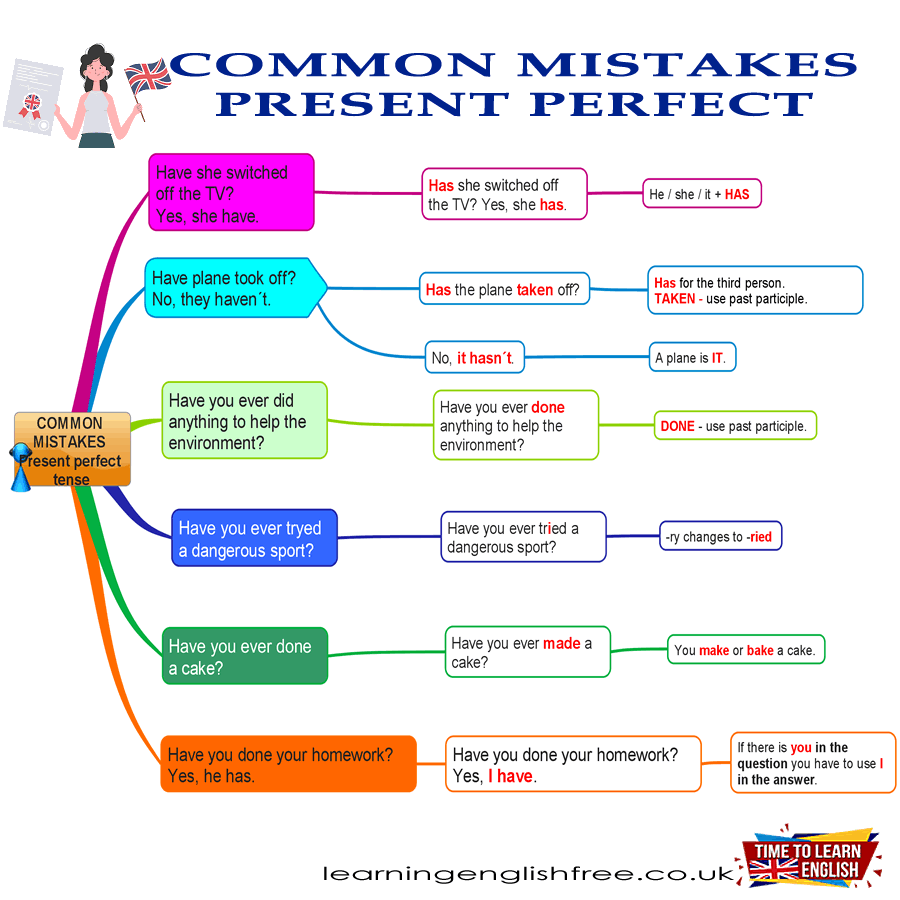 COMMON MISTAKES
PRESENT PERFECT
Have she switched
off the TV?
Yes, she have.
Has she switched off
the TV? Yes, she has.
He / she / it + HAS
Have plane took off?
No, they haven´t.
Has the plane taken off?
Has for the third person.
TAKEN - use past participle.
No, it hasn´t.
A plane is IT.
COMMON
MISTAKES
Present perfect
tense
Have you ever did
anything to help the
environment?
Have you ever done
anything to help the
environment?
DONE - use past participle.
Have you ever tryed
a dangerous sport?
Have you ever tried a
dangerous sport?
-ry changes to -ried
Have you ever done
a cake?
Have you ever made a
cake?
You make or bake a cake.
Have you done your homework?
Yes, he has.
Have you done your homework?
Yes, I have.
If there is you in the
question you have to use I
in the answer.
learningenglishfree.co.uk
TIME TO LEARN
ENGLISH